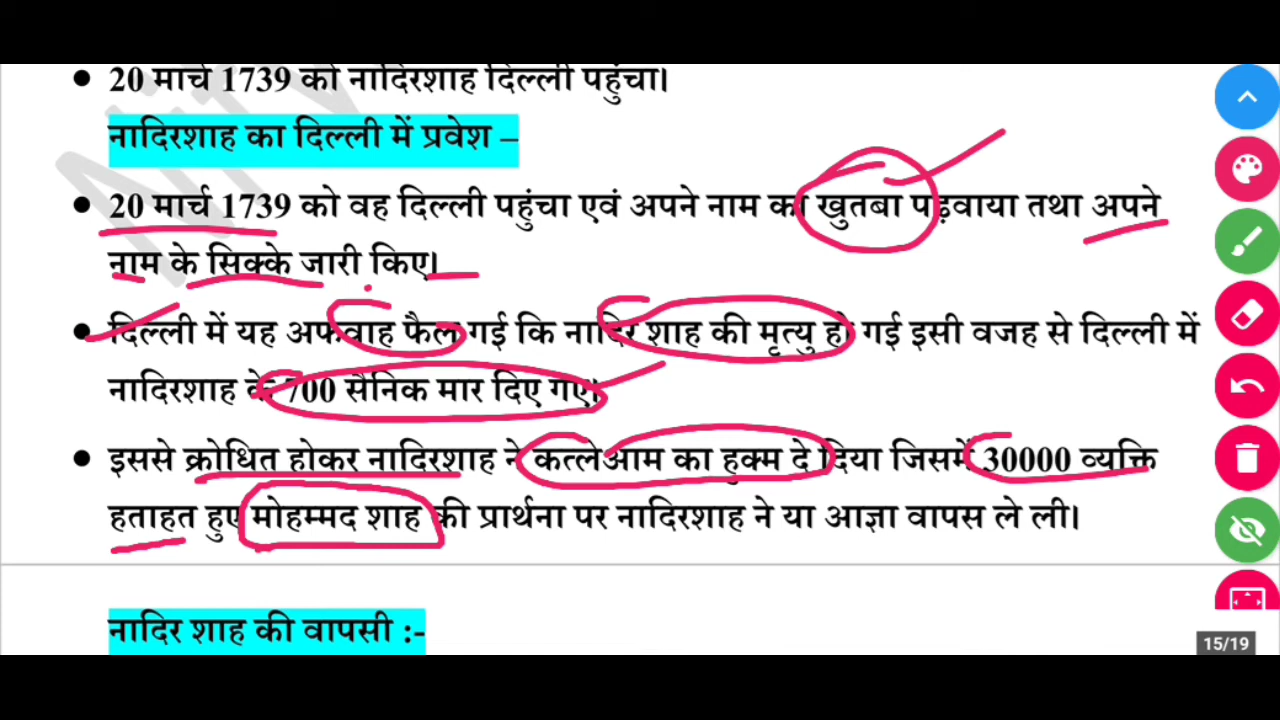 20 मार्च 1739 को नादिरशाह दिल्ली पहुंचा।
नादिरशाह का दिल्ली में प्रवेश –
20 मार्च 1739 को वह दिल्ली पहुंचा एवं अपने नाम का खुतबा पढ़वाया तथा अपने
नाम के सिक्के जारी किए।
दिल्ली में यह अफवाह फैल गई कि नादिर शाह की मृत्यु हो गई इसी वजह से दिल्ली में
नादिरशाह के 700 सैनिक मार दिए गए।
इससे क्रोधित होकर नादिरशाह ने कत्लेआम का हुक्म दे दिया जिसमें 30000 व्यक्ति
हताहत हुए मोहम्मद शाह की प्रार्थना पर नादिरशाह ने या आज्ञा वापस ले ली।
नादिर शाह की वापसी :-
15/19